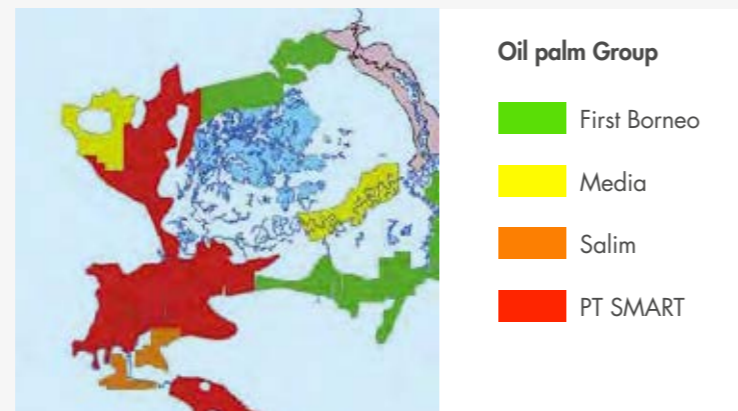 Oil palm Group
First Borneo
Media
Salim
PT SMART